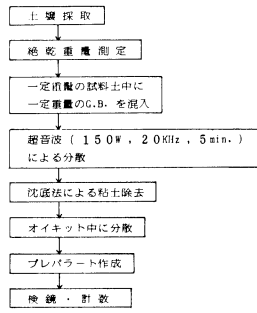 土壌採取
絶乾重量測定
一定重量の試料土中に
一定重量のG.B.を混入
超音波(150W,20KHz,5min.)
による分散
沈底法による粘土除去
オイキット中に分散
プレパラート作成
検鏡・計数